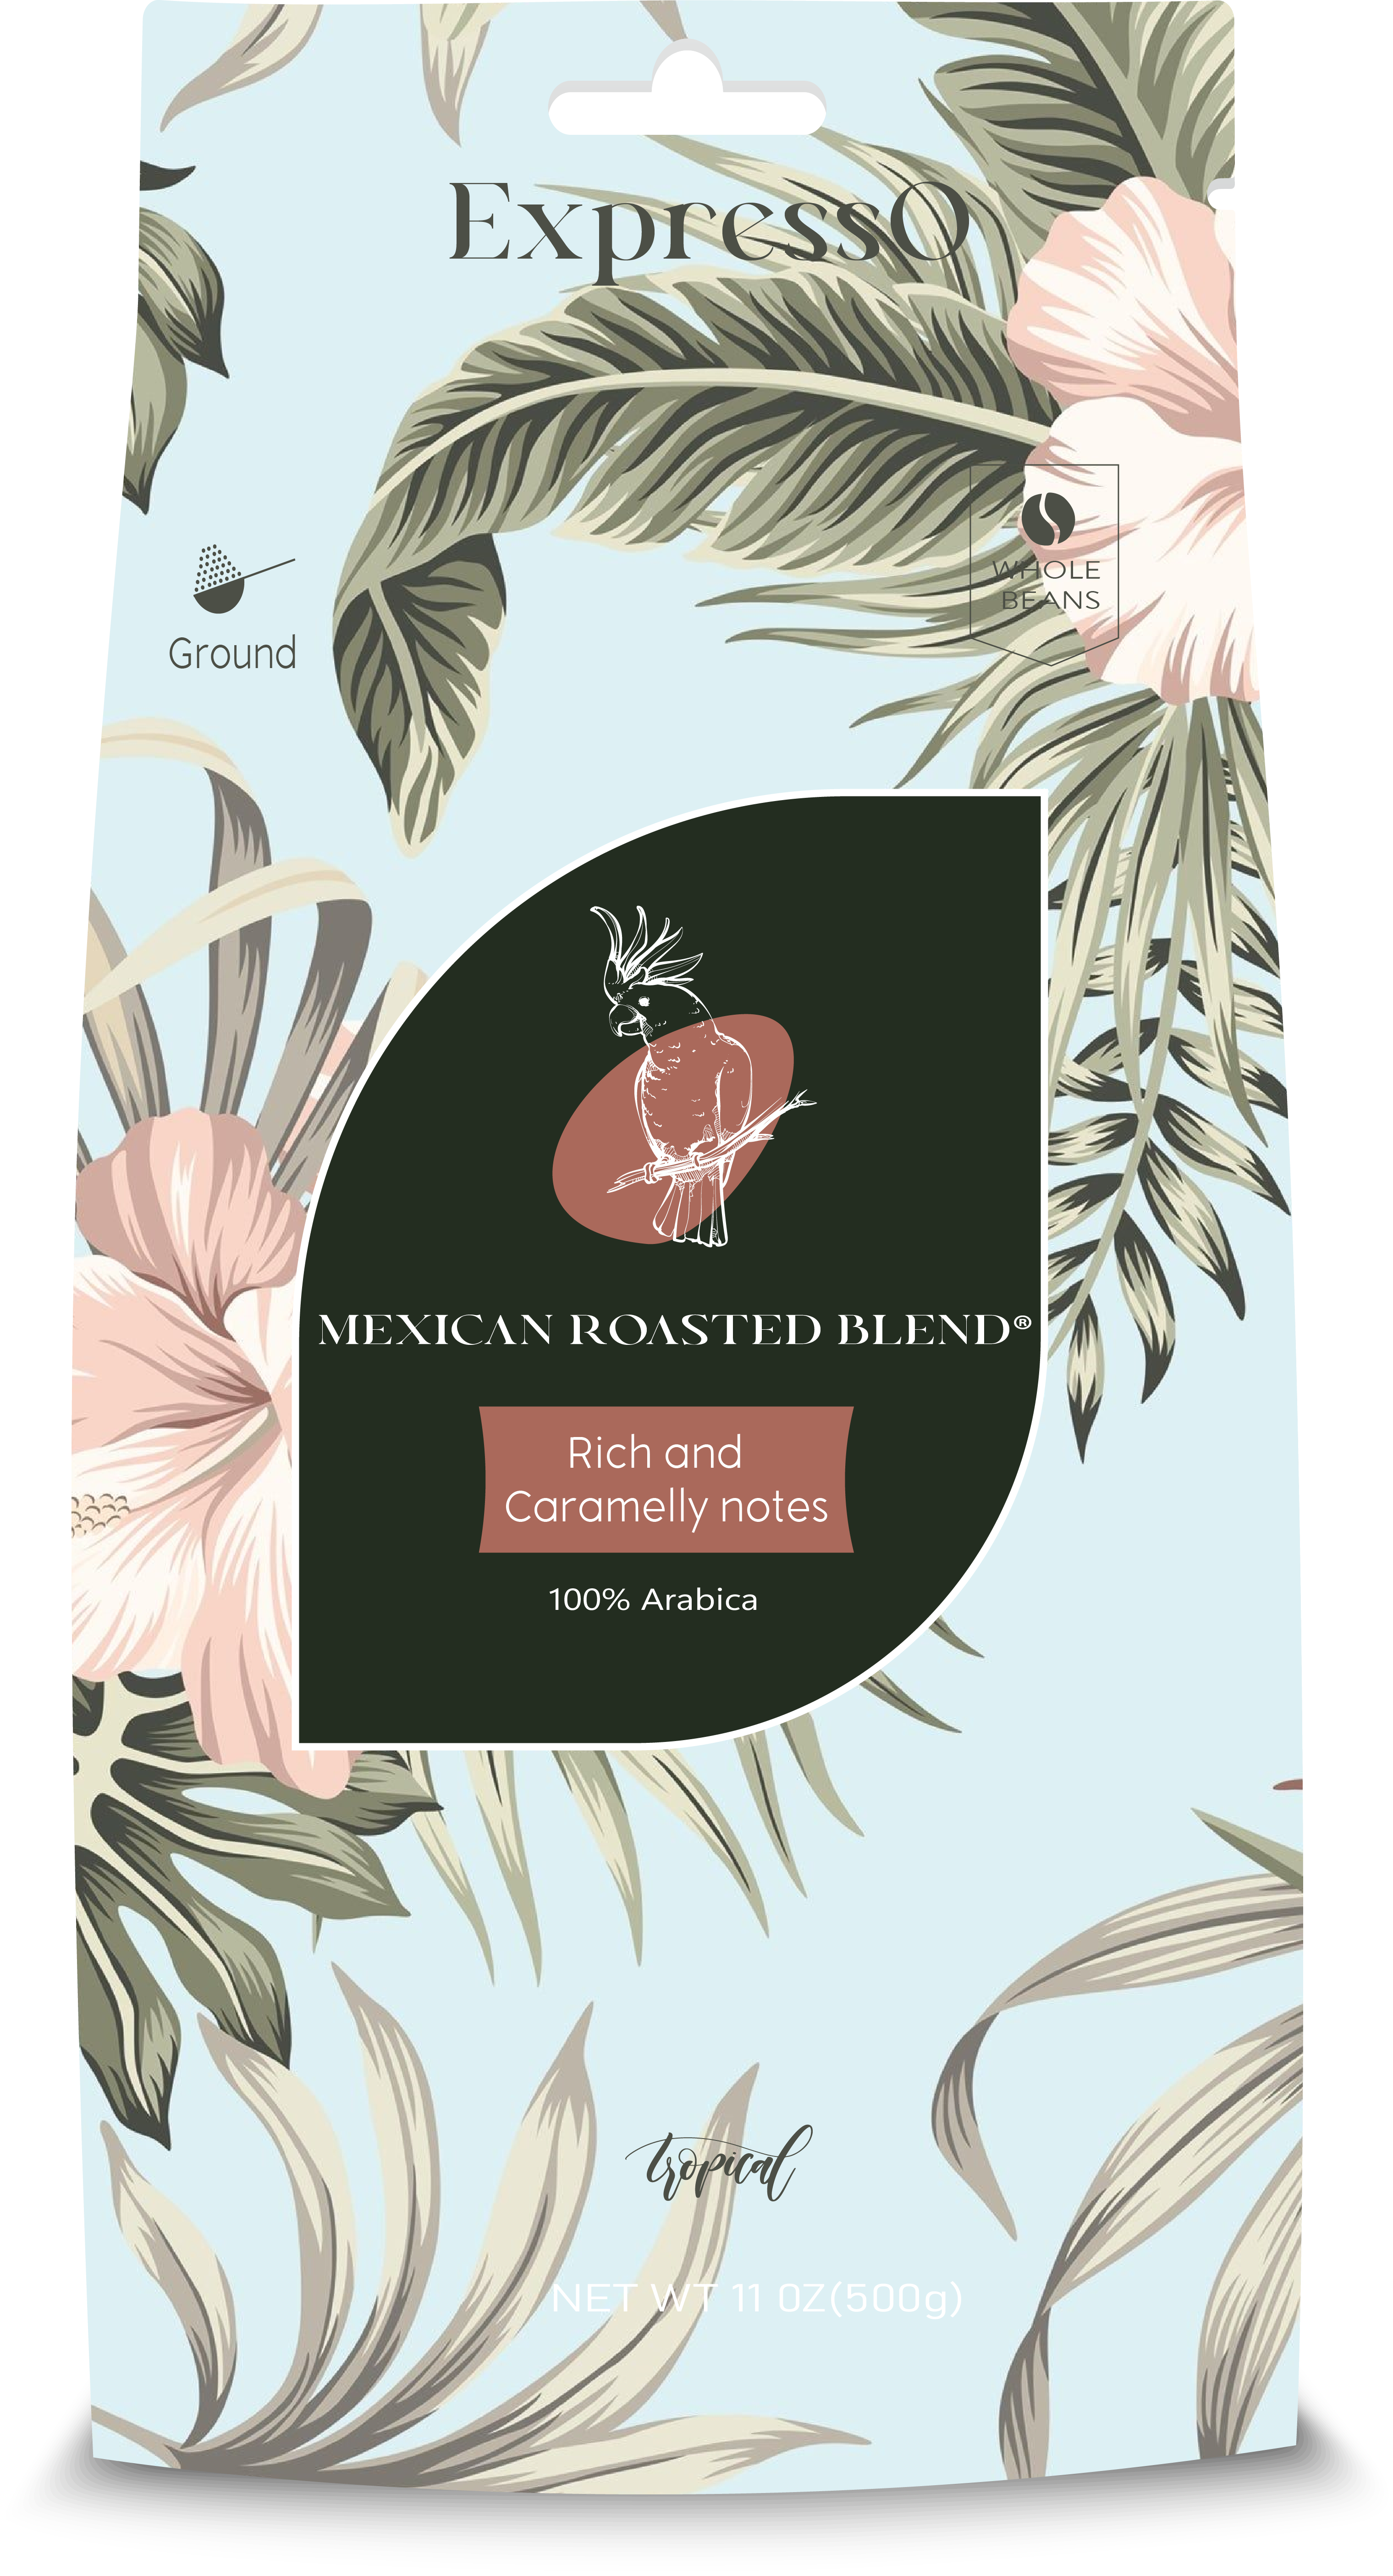 ExpressO
WHOLE
BEANS
Ground
MEXICAN ROASTED BLEND®
Rich and
Caramelly notes
100% Arabica
tropical
NET WT 11 OZ(500g)